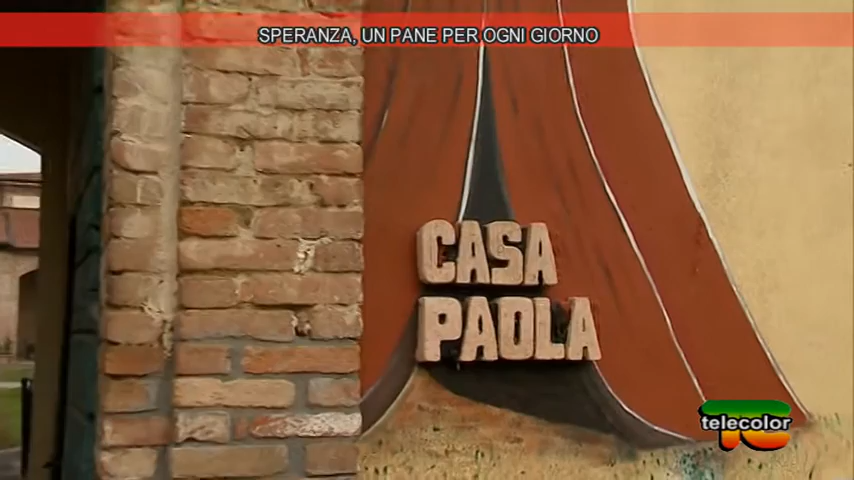 SPERANZA, UN PANE PER OGNI GIORNO
CASA
PAOLA
telecolor